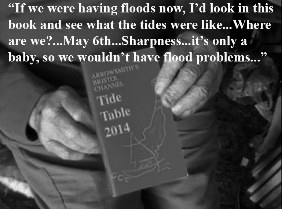 “If we were having floods now, I’d look in this
book and see what the tides were like...Where
are we?...May 6th...Sharpness...it’s only a
baby, so we wouldn’t have flood problems...”
ARROWSMITH'S
BRISTOL
CHANNEL
Tide
Table
2014